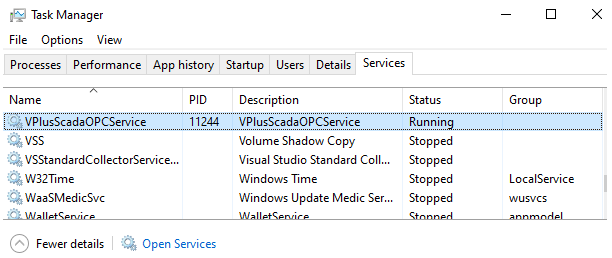 Task Manager
File Options View
Processes Performance App history Startup Users Details Services
Name PID Description Status Group
VPlusScadaOPCService 11244 VPlusScadaOPCService Running
VSS Volume Shadow Copy Stopped
VSStandardCollectorService... Visual Studio Standard Coll... Stopped
W32Time Windows Time Stopped LocalService
WaaSMedicSvc Windows Update Medic Ser... Stopped wusvcs
WalletService WalletService Stopped appmodel
Fewer details Open Services